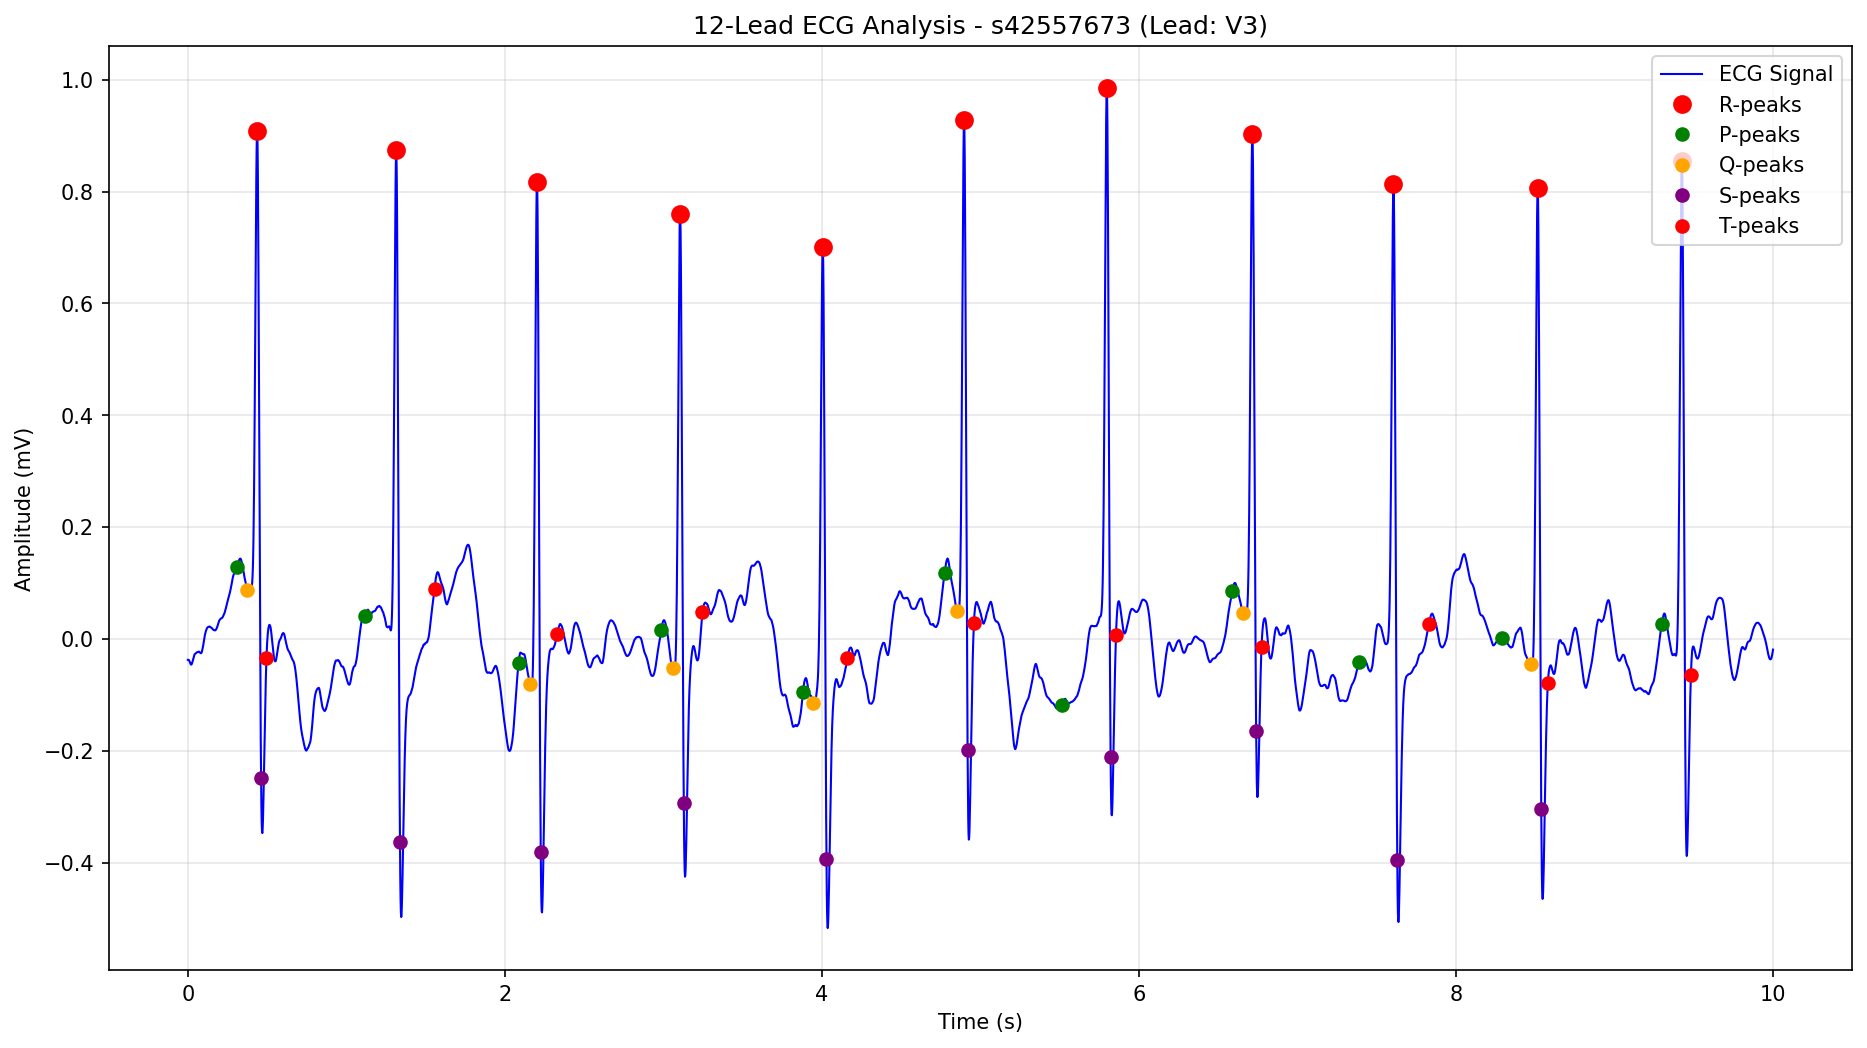 12-Lead ECG Analysis - s42557673 (Lead: V3)
ECG Signal
R-peaks
P-peaks
Q-peaks
S-peaks
T-peaks
Amplitude (mV)
1.0
0.8
0.6
0.4
0.2
0.0
−0.2
−0.4
0
2
4
6
8
10
Time (s)